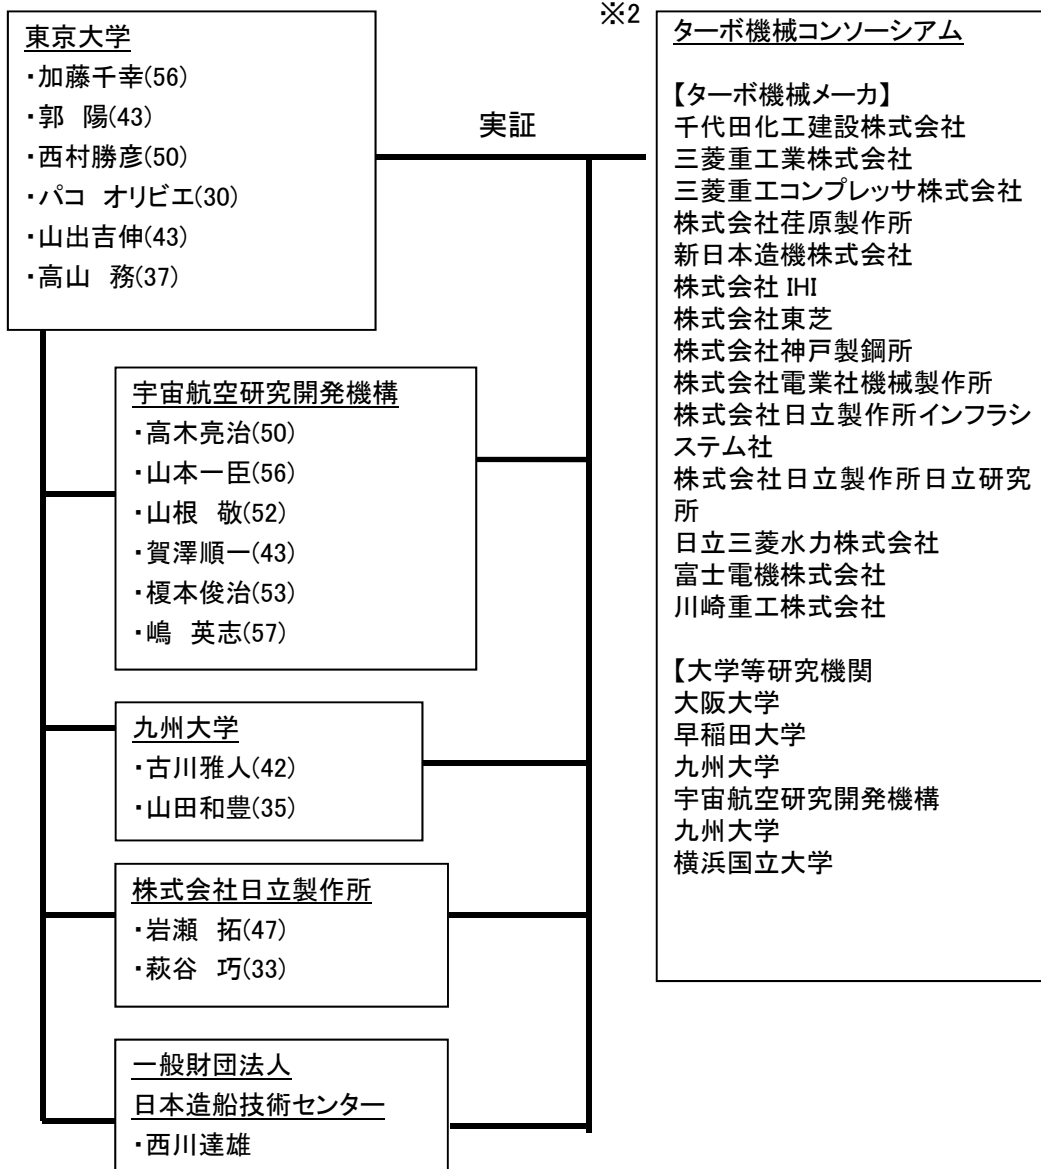 東京大学
・加藤千幸(56)
・郭　陽(43)
・西村勝彦(50)
・パコ　オリビエ(30)
・山出吉伸(43)
・高山　務(37)
実証
宇宙航空研究開発機構
・高木亮治(50)
・山本一臣(56)
・山根　敬(52)
・賀澤順一(43)
・榎本俊治(53)
・嶋　英志(57)
九州大学
・古川雅人(42)
・山田和豊(35)
株式会社日立製作所
・岩瀬　拓(47)
・萩谷　巧(33)
一般財団法人
日本造船技術センター
・西川達雄
※2
ターボ機械コンソーシアム
【ターボ機械メーカ】
千代田化工建設株式会社
三菱重工業株式会社
三菱重工コンプレッサ株式会社
株式会社荏原製作所
新日本造機株式会社
株式会社 IHI
株式会社東芝
株式会社神戸製鋼所
株式会社電業社機械製作所
株式会社日立製作所インフラシ
ステム社
株式会社日立製作所日立研究
所
日立三菱水力株式会社
富士電機株式会社
川崎重工株式会社
【大学等研究機関
大阪大学
早稲田大学
九州大学
宇宙航空研究開発機構
九州大学
横浜国立大学